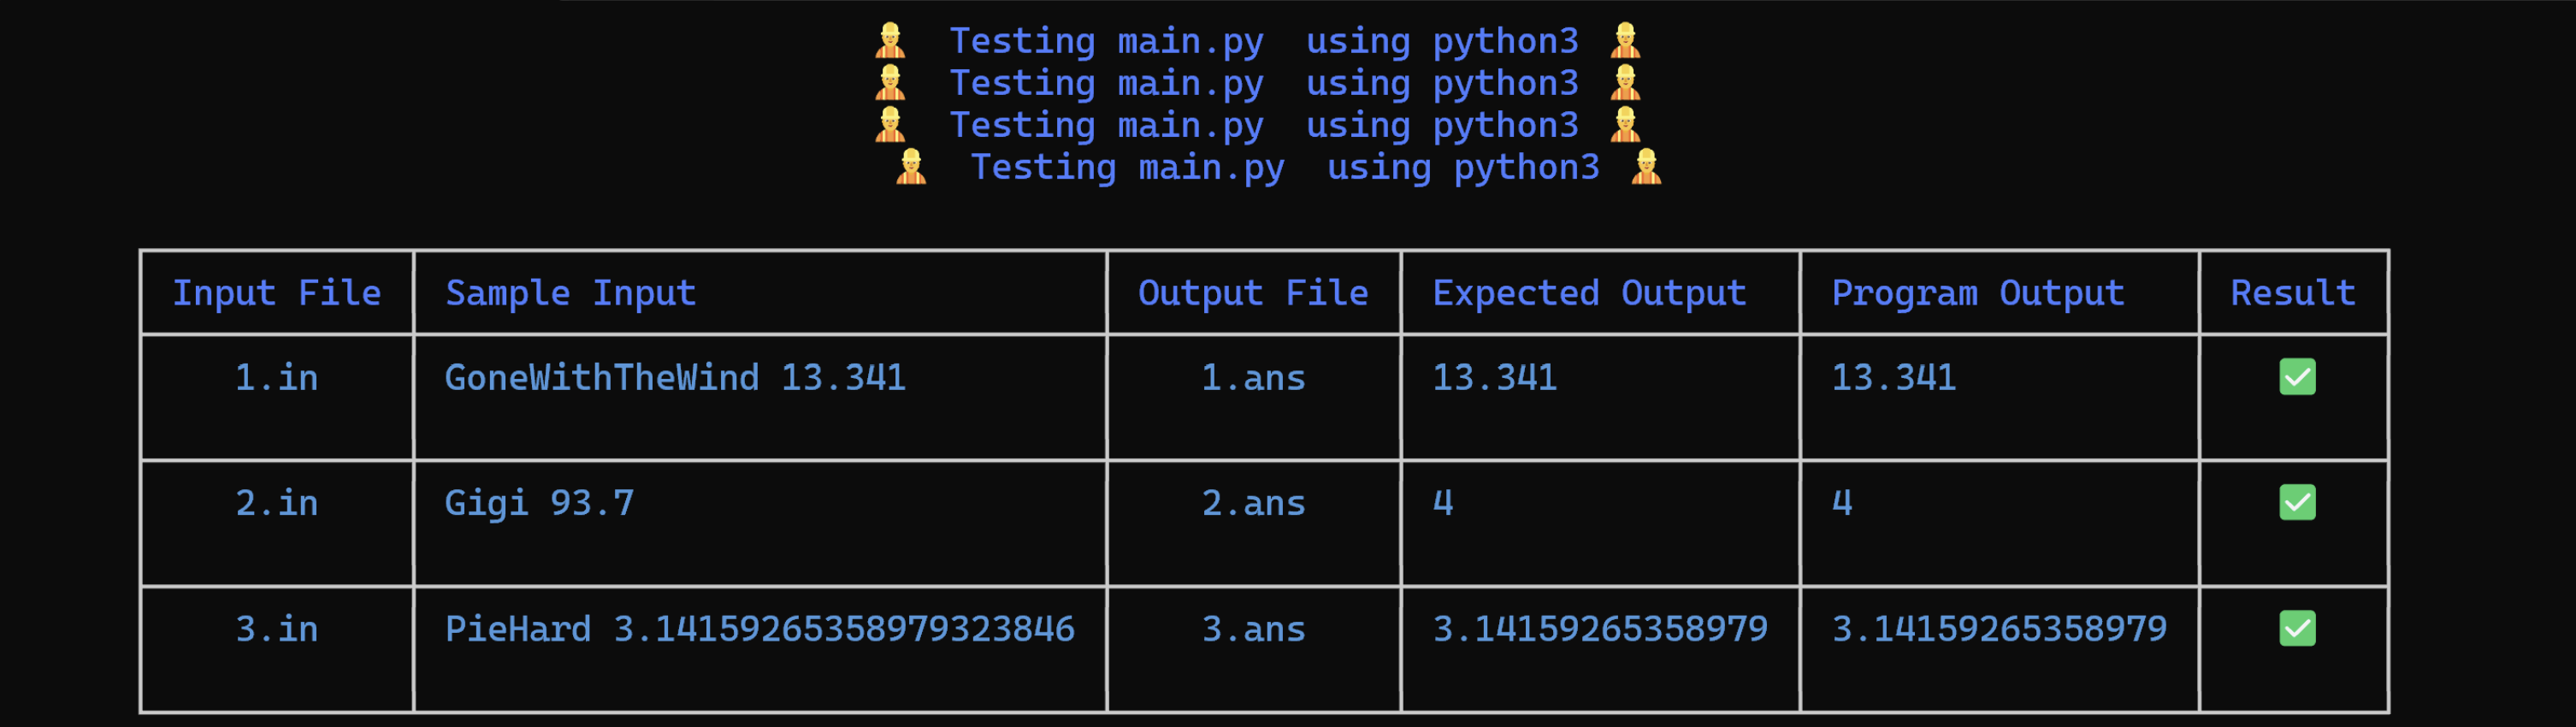 Testing main.py using python3
Testing main.py using python3
Testing main.py using python3
Testing main.py using python3
Input File Sample Input Output File Expected Output Program Output Result
1.in GoneWithTheWind 13.341 1.ans 13.341 13.341
2.in Gigi 93.7 2.ans 4 4
3.in PieHard 3.14159265358979323846 3.ans 3.14159265358979 3.14159265358979